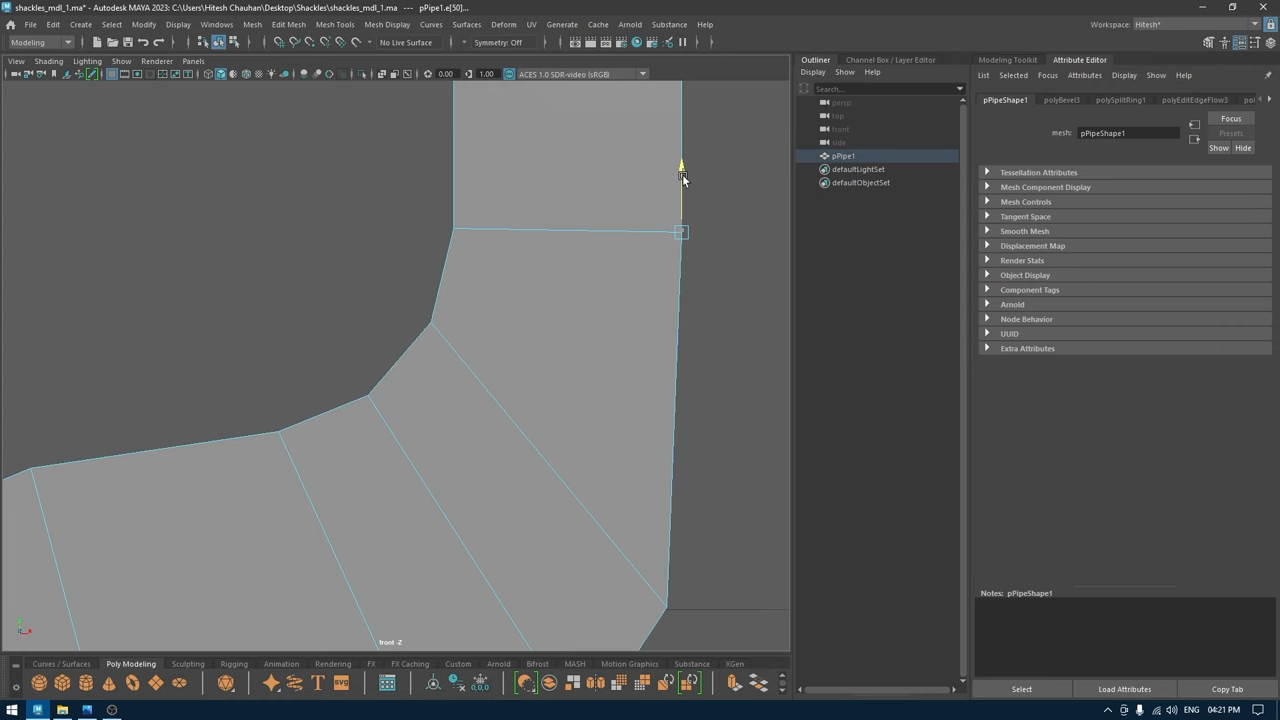 shackles_mdl_1.ma* - Autodesk MAYA 2023: C:\Users\Hitesh Chauhan\Desktop\Shackles\shackles_mdl_1.ma*   ---   pPipe1.e[50]...
File Edit Create Select Modify Display Windows Mesh Edit Mesh Mesh Tools Mesh Display Curves Surfaces Deform UV Generate Cache Arnold Substance Help
Workspace: Hitesh*
Modeling No Live Surface Symmetry: Off
View Shading Lighting Show Renderer Panels
0.00 1.00 ACES 1.0 SDR-video (sRGB)
front -Z
Outliner Channel Box / Layer Editor
Display Show Help
Search...
persp
top
front
side
pPipe1
defaultLightSet
defaultObjectSet
Modeling Toolkit Attribute Editor
List Selected Focus Attributes Display Show Help
pPipeShape1 polyBevel3 polySplitRing1 polyEditEdgeFlow3 pol
Focus
mesh: pPipeShape1 Presets
Show Hide
Tessellation Attributes
Mesh Component Display
Mesh Controls
Tangent Space
Smooth Mesh
Displacement Map
Render Stats
Object Display
Component Tags
Arnold
Node Behavior
UUID
Extra Attributes
Notes: pPipeShape1
Select Load Attributes Copy Tab
Curves / Surfaces Poly Modeling Sculpting Rigging Animation Rendering FX FX Caching Custom Arnold Bifrost MASH Motion Graphics Substance XGen
ENG 04:21 PM